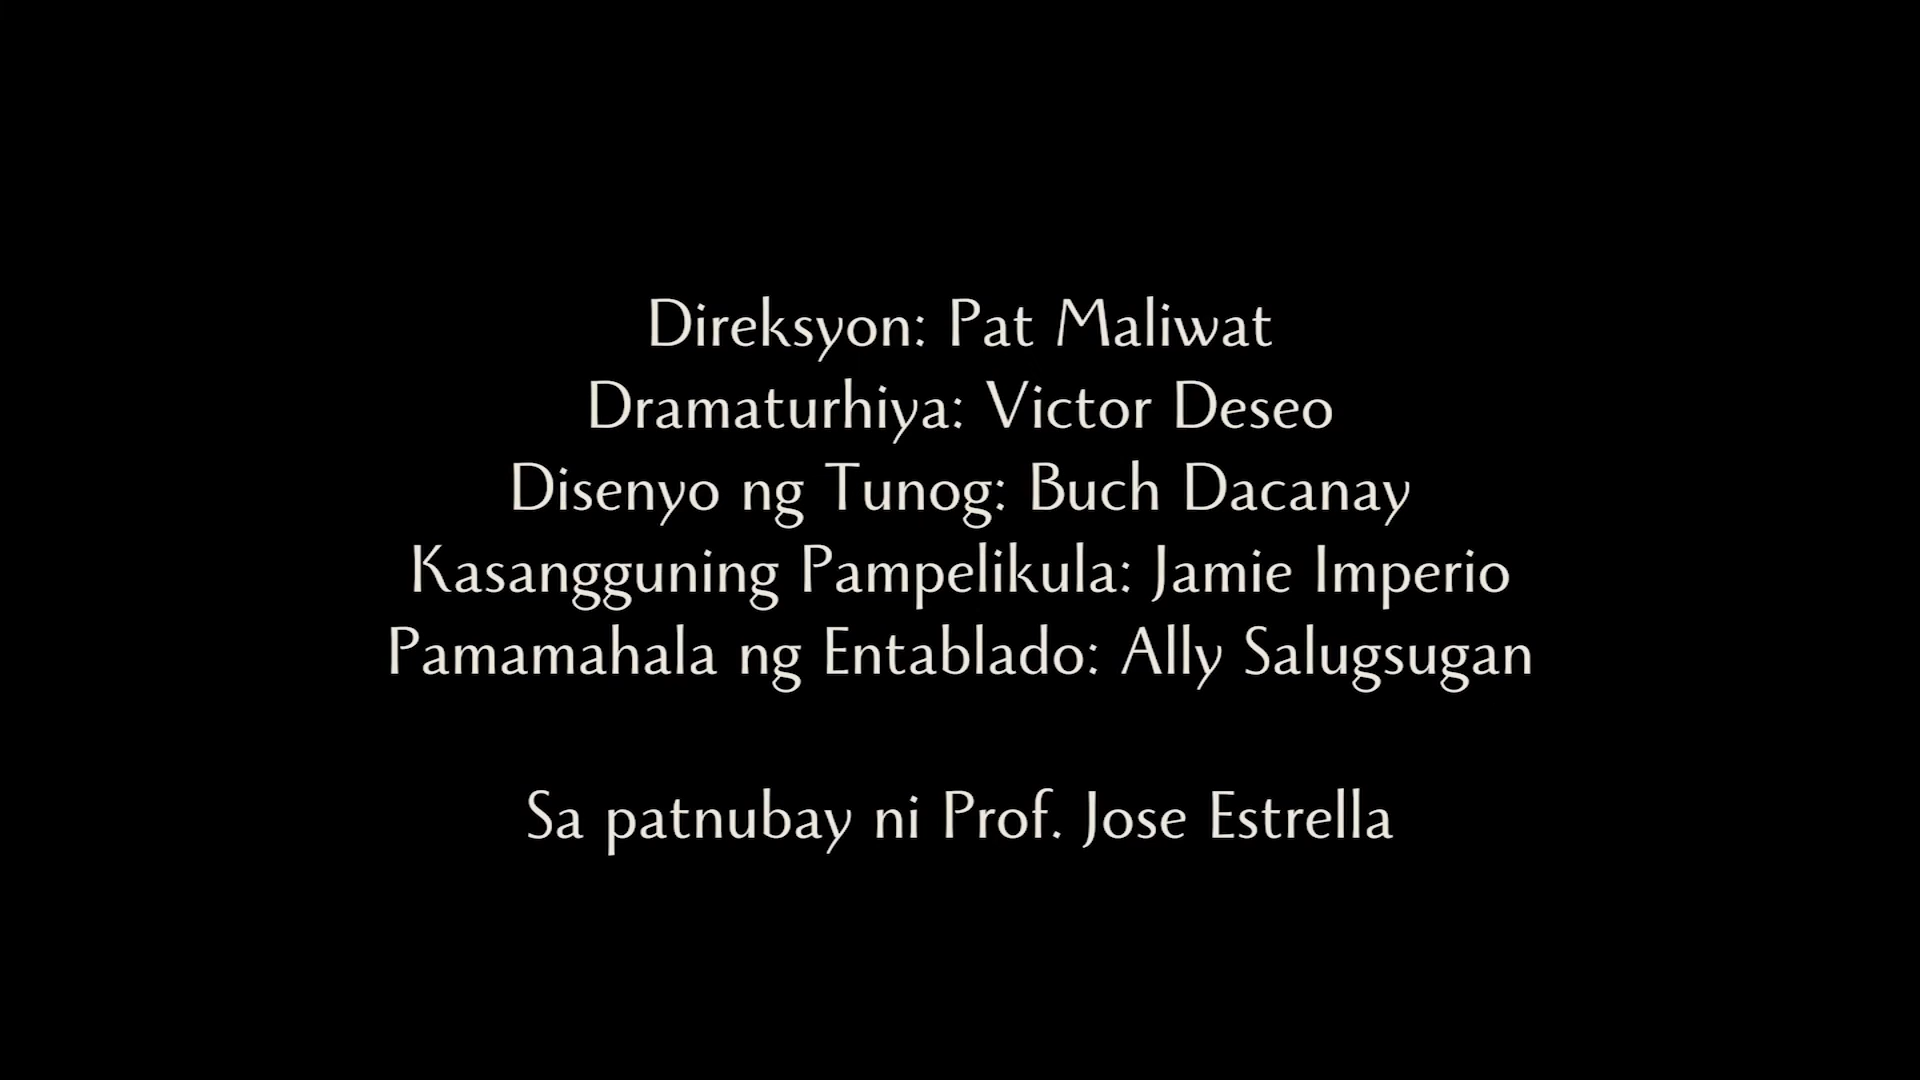 Direksyon: Pat Maliwat
Dramaturhiya: Victor Deseo
Disenyo ng Tunog: Buch Dacanay
Kasangguning Pampelikula: Jamie Imperio
Pamamahala ng Entablado: Ally Salugsugan
Sa patnubay ni Prof. Jose Estrella